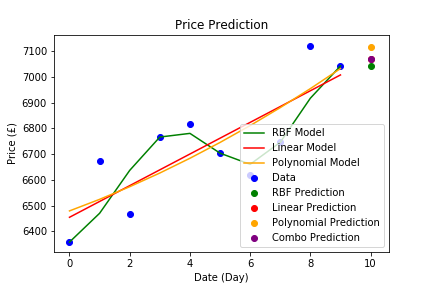 Price Prediction
Price (£)
7100
7000
6900
6800
6700
6600
6500
6400
RBF Model
Linear Model
Polynomial Model
Data
RBF Prediction
Linear Prediction
Polynomial Prediction
Combo Prediction
0 2 4 6 8 10
Date (Day)